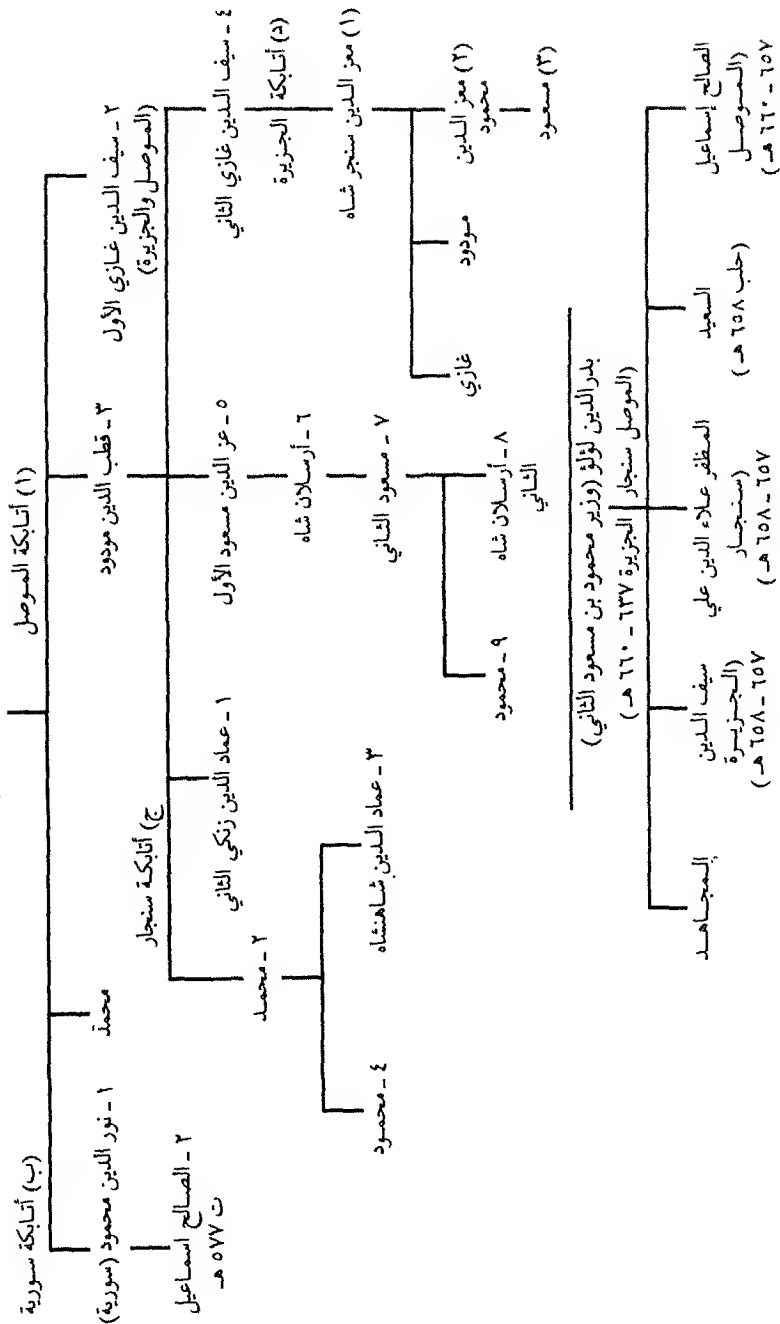 (ا) أتابكة الموصل
(ب) أتابكة سورية
٢ - سيف الدين غازي الأول
(الموصل والجزيرة)
٣ - قطب الدين مودود
محمد
١ - نور الدين محمود (سورية)
٢ - الصالح اسماعيل
ت ٥٧٧ هـ
٤ - سيف الدين غازي الثاني
(د) أتابكة الجزيرة
(١) معز الدين سنجر شاه
(٢) معز الدين
محمود
مودود
غازي
(٣) مسعود
٥ - عز الدين مسعود الأول
٦ - أرسلان شاه
٧ - مسعود الثاني
٨ - أرسلان شاه
الثاني
٩ - محمود
ج) أتابكة سنجار
١ - عماد الدين زنكي الثاني
٢ - محمد
٣ - عماد الدين شاهنشاه
٤ - محمود
بدر الدين لؤلؤ (وزير محمود بن مسعود الثاني)
(الموصل سنجار الجزيرة ٦٣٧ - ٦٦٠ هـ)
الصالح إسماعيل
(الموصل
٦٥٧ - ٦٦٠ هـ)
السعيد
(حلب ٦٥٨ هـ)
المظفر علاء الدين علي
(سنجار
٦٥٧ - ٦٥٨ هـ)
سيف الدين
(الجزيرة
٦٥٧ - ٦٥٨ هـ)
المجاهد